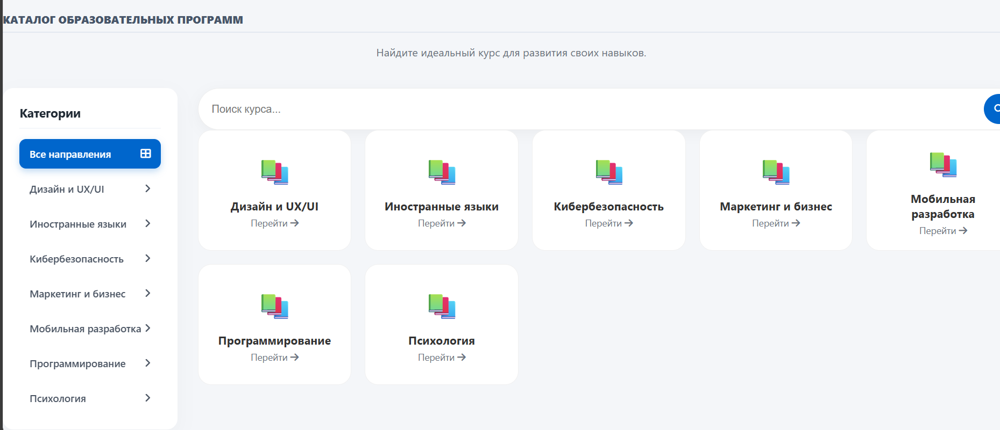 КАТАЛОГ ОБРАЗОВАТЕЛЬНЫХ ПРОГРАММ
Найдите идеальный курс для развития своих навыков.
Категории
Все направления
Дизайн и UX/UI
Иностранные языки
Кибербезопасность
Маркетинг и бизнес
Мобильная разработка
Программирование
Психология
Поиск курса...
Дизайн и UX/UI
Перейти →
Иностранные языки
Перейти →
Кибербезопасность
Перейти →
Маркетинг и бизнес
Перейти →
Мобильная
разработка
Перейти →
Программирование
Перейти →
Психология
Перейти →